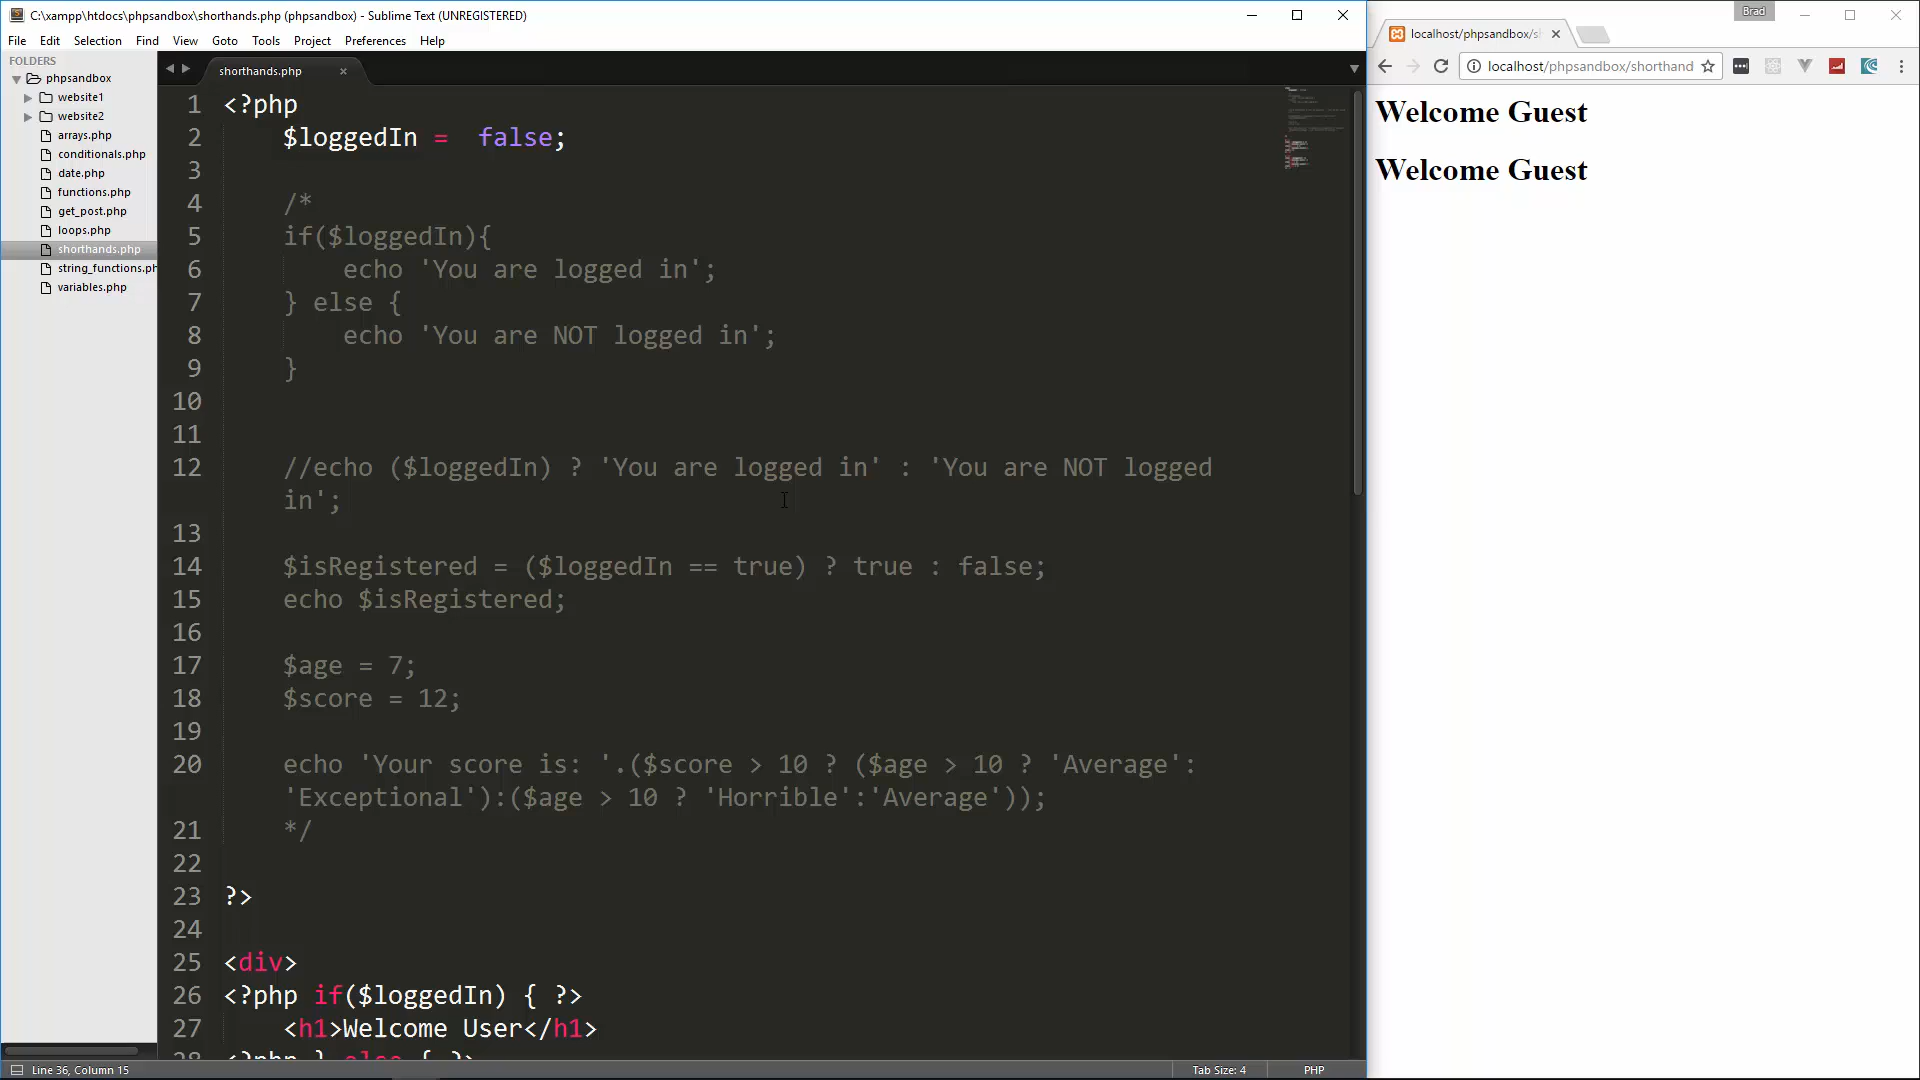 C:\xampp\htdocs\phpsandbox\shorthands.php (phpsandbox) - Sublime Text (UNREGISTERED)
File Edit Selection Find View Goto Tools Project Preferences Help
FOLDERS
phpsandbox
website1
website2
arrays.php
conditionals.php
date.php
functions.php
get_post.php
loops.php
shorthands.php
string_functions.ph
variables.php
shorthands.php
1 <?php
2 $loggedIn =  false;
3
4 /*
5 if($loggedIn){
6 echo 'You are logged in';
7 } else {
8 echo 'You are NOT logged in';
9 }
10
11
12 //echo ($loggedIn) ? 'You are logged in' : 'You are NOT logged
in';
13
14 $isRegistered = ($loggedIn == true) ? true : false;
15 echo $isRegistered;
16
17 $age = 7;
18 $score = 12;
19
20 echo 'Your score is: '.($score > 10 ? ($age > 10 ? 'Average':
'Exceptional'):($age > 10 ? 'Horrible':'Average'));
21 */
22
23 ?>
24
25 <div>
26 <?php if($loggedIn) { ?>
27 <h1>Welcome User</h1>
28 <?php } else { ?>
Line 36, Column 15
Tab Size: 4
PHP
Brad
localhost/phpsandbox/s
localhost/phpsandbox/shorthand
Welcome Guest
Welcome Guest